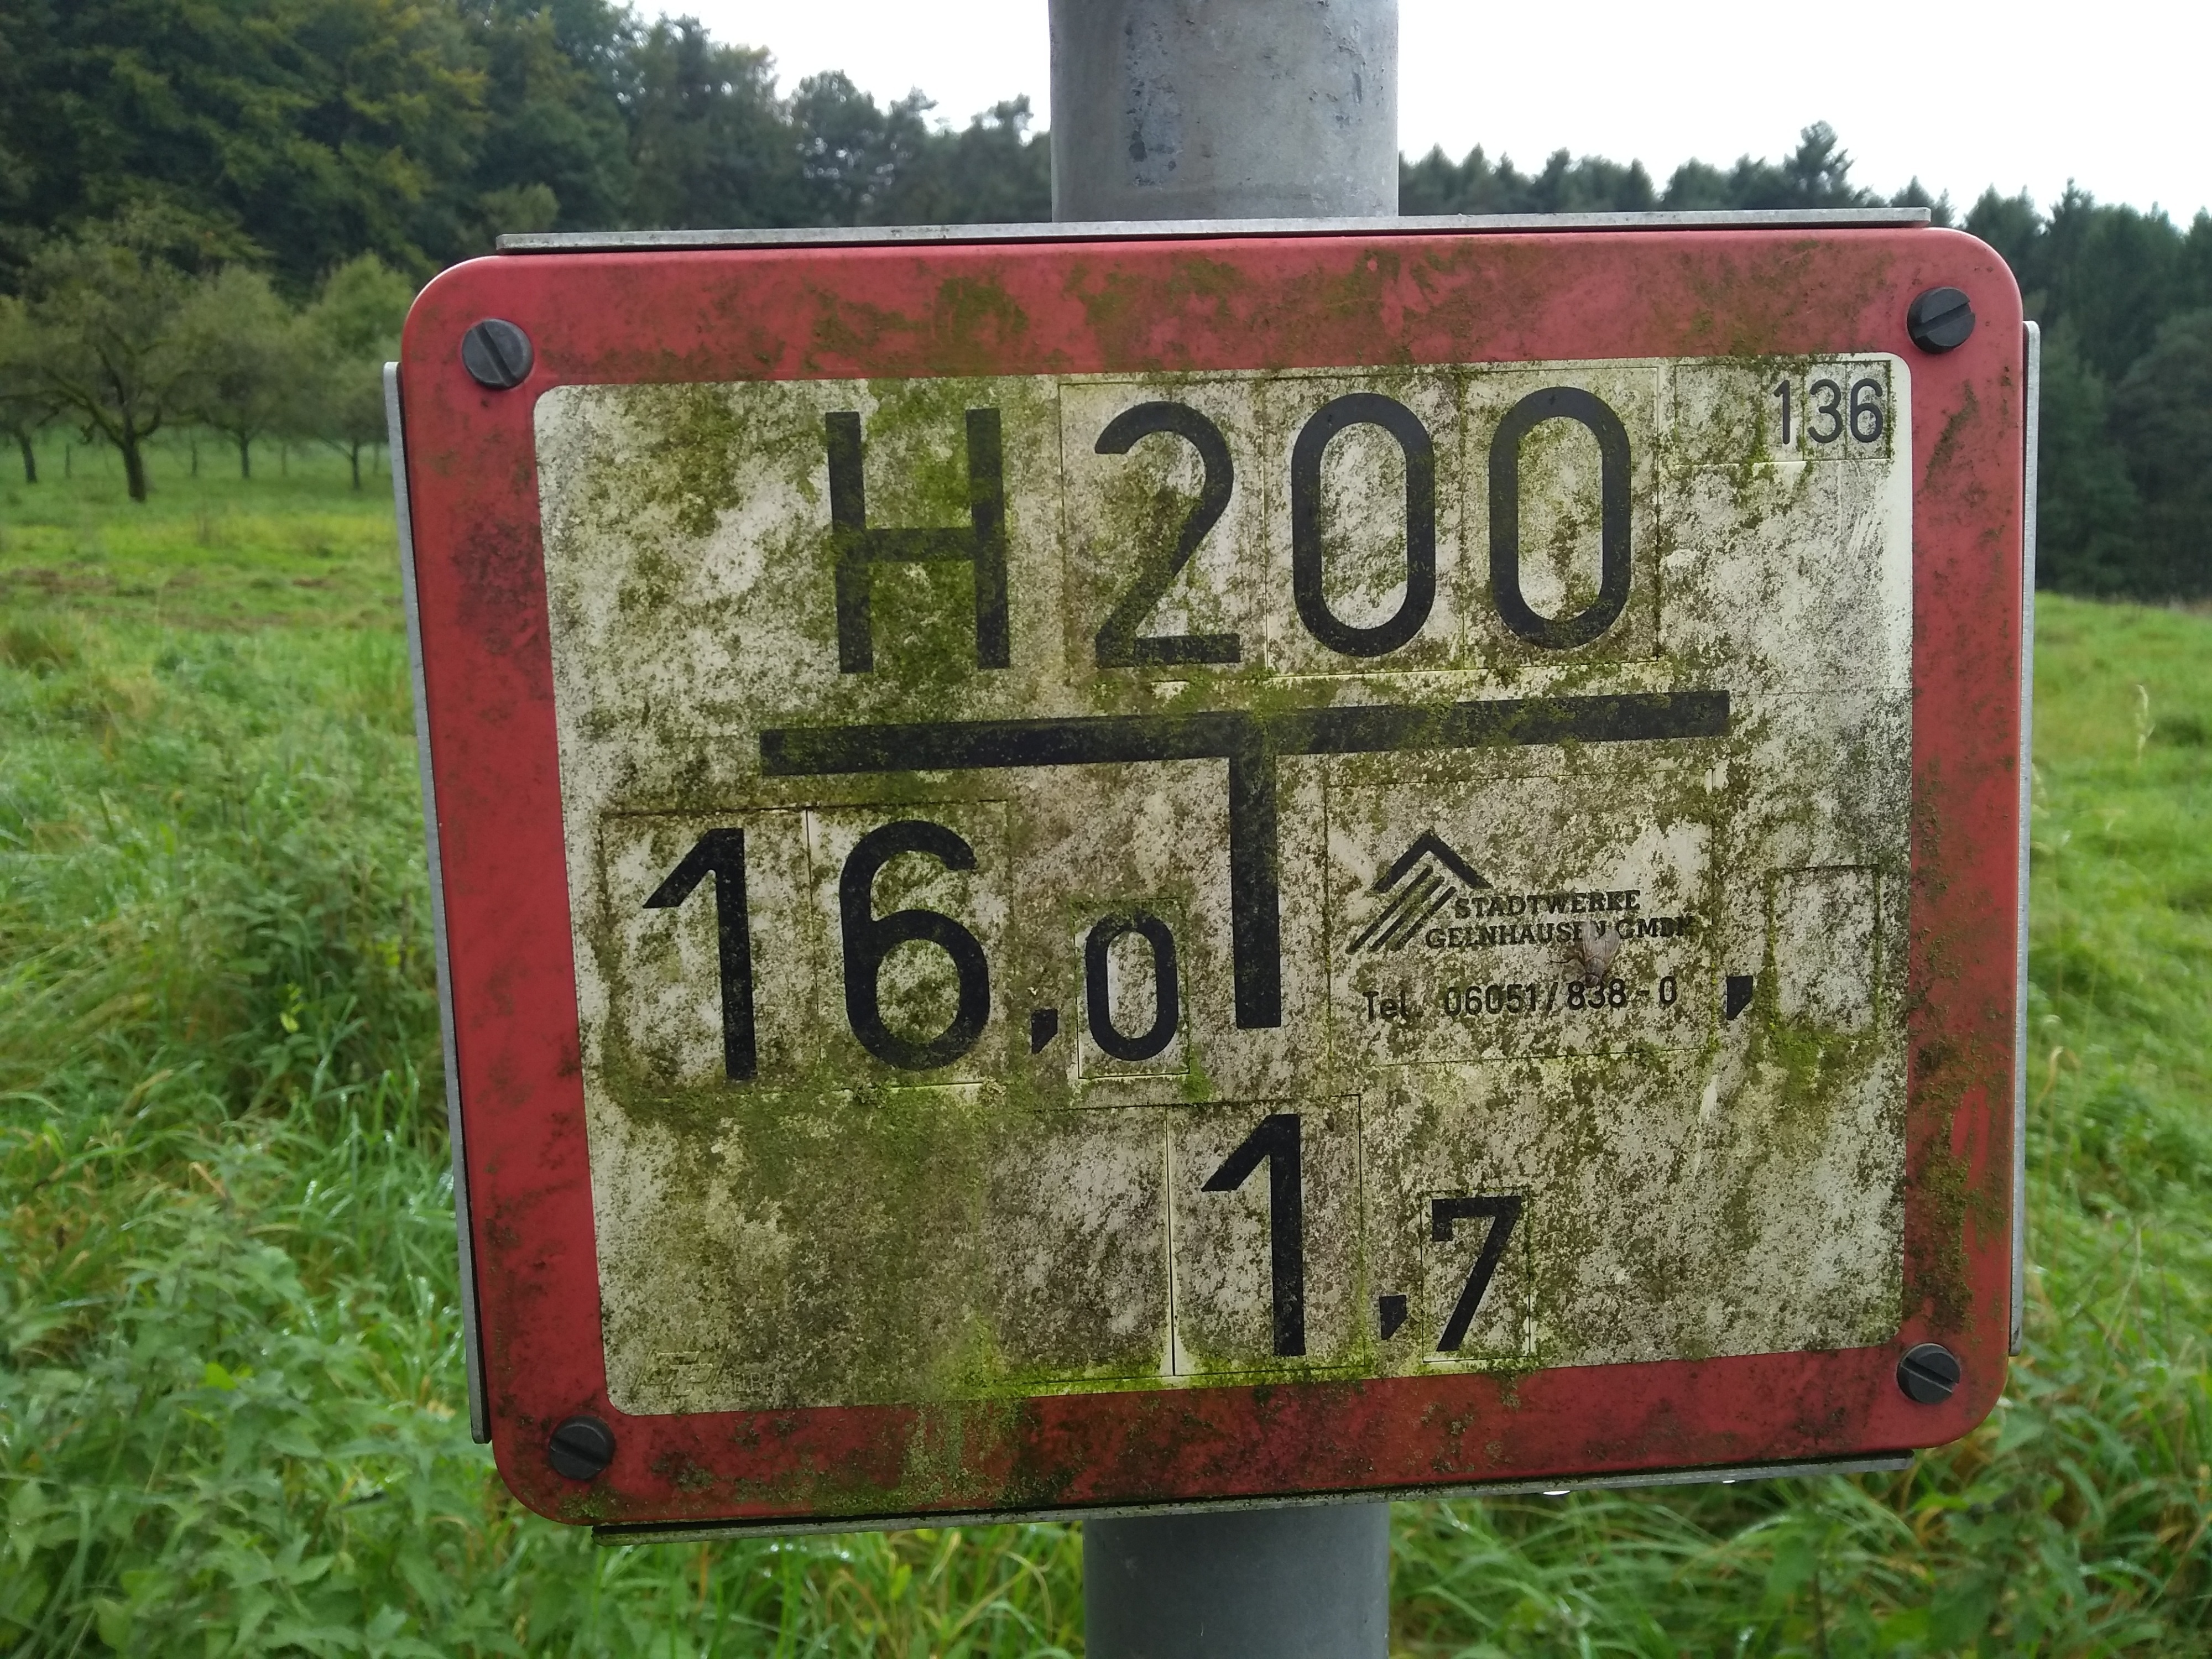 H200 136
16,0
STADTWERKE
GELNHAUSEN GMBH
Tel. 06051/838-0 ,
1,7